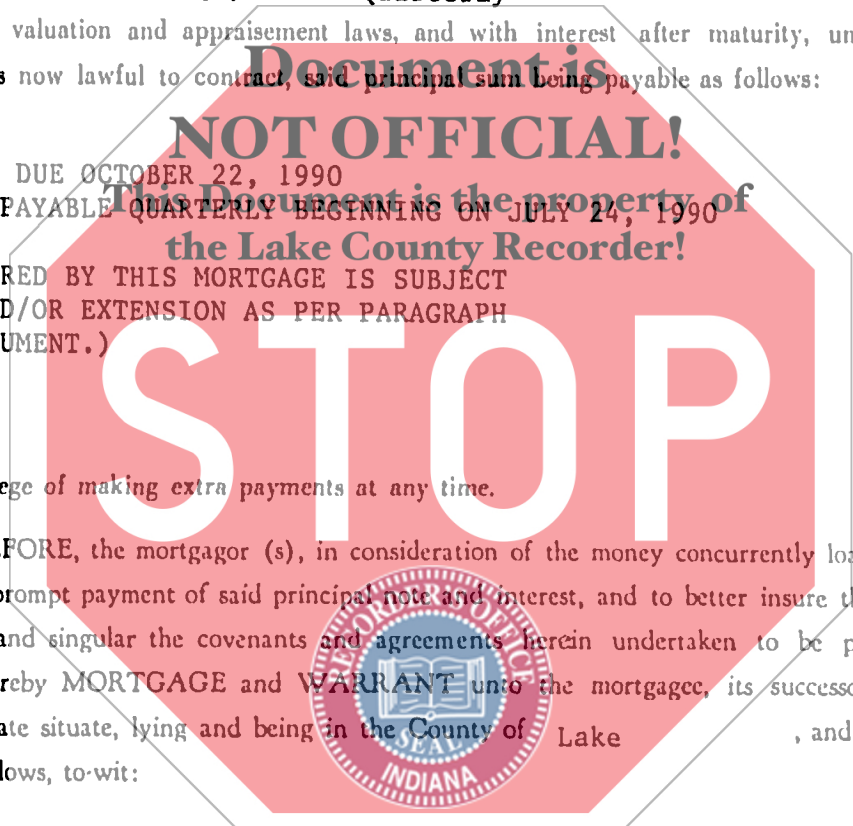 valuation and appraisement laws, and with interest after maturity, un
s now lawful to contract, said principal sum being payable as follows:
Document is
NOT OFFICIAL!
DUE OCTOBER 22, 1990
This Document is the property of
PAYABLE QUARTERLY BEGINNING ON JULY 24, 1990
the Lake County Recorder!
RED BY THIS MORTGAGE IS SUBJECT
D/OR EXTENSION AS PER PARAGRAPH
UMENT.)
STOP
ege of making extra payments at any time.
FORE, the mortgagor (s), in consideration of the money concurrently loa
prompt payment of said principal note and interest, and to better insure th
and singular the covenants and agreements herein undertaken to be p
reby MORTGAGE and WARRANT unto the mortgagee, its successo
ate situate, lying and being in the County of Lake , and
lows, to-wit:
RECORDER'S OFFICE
SEAL
INDIANA